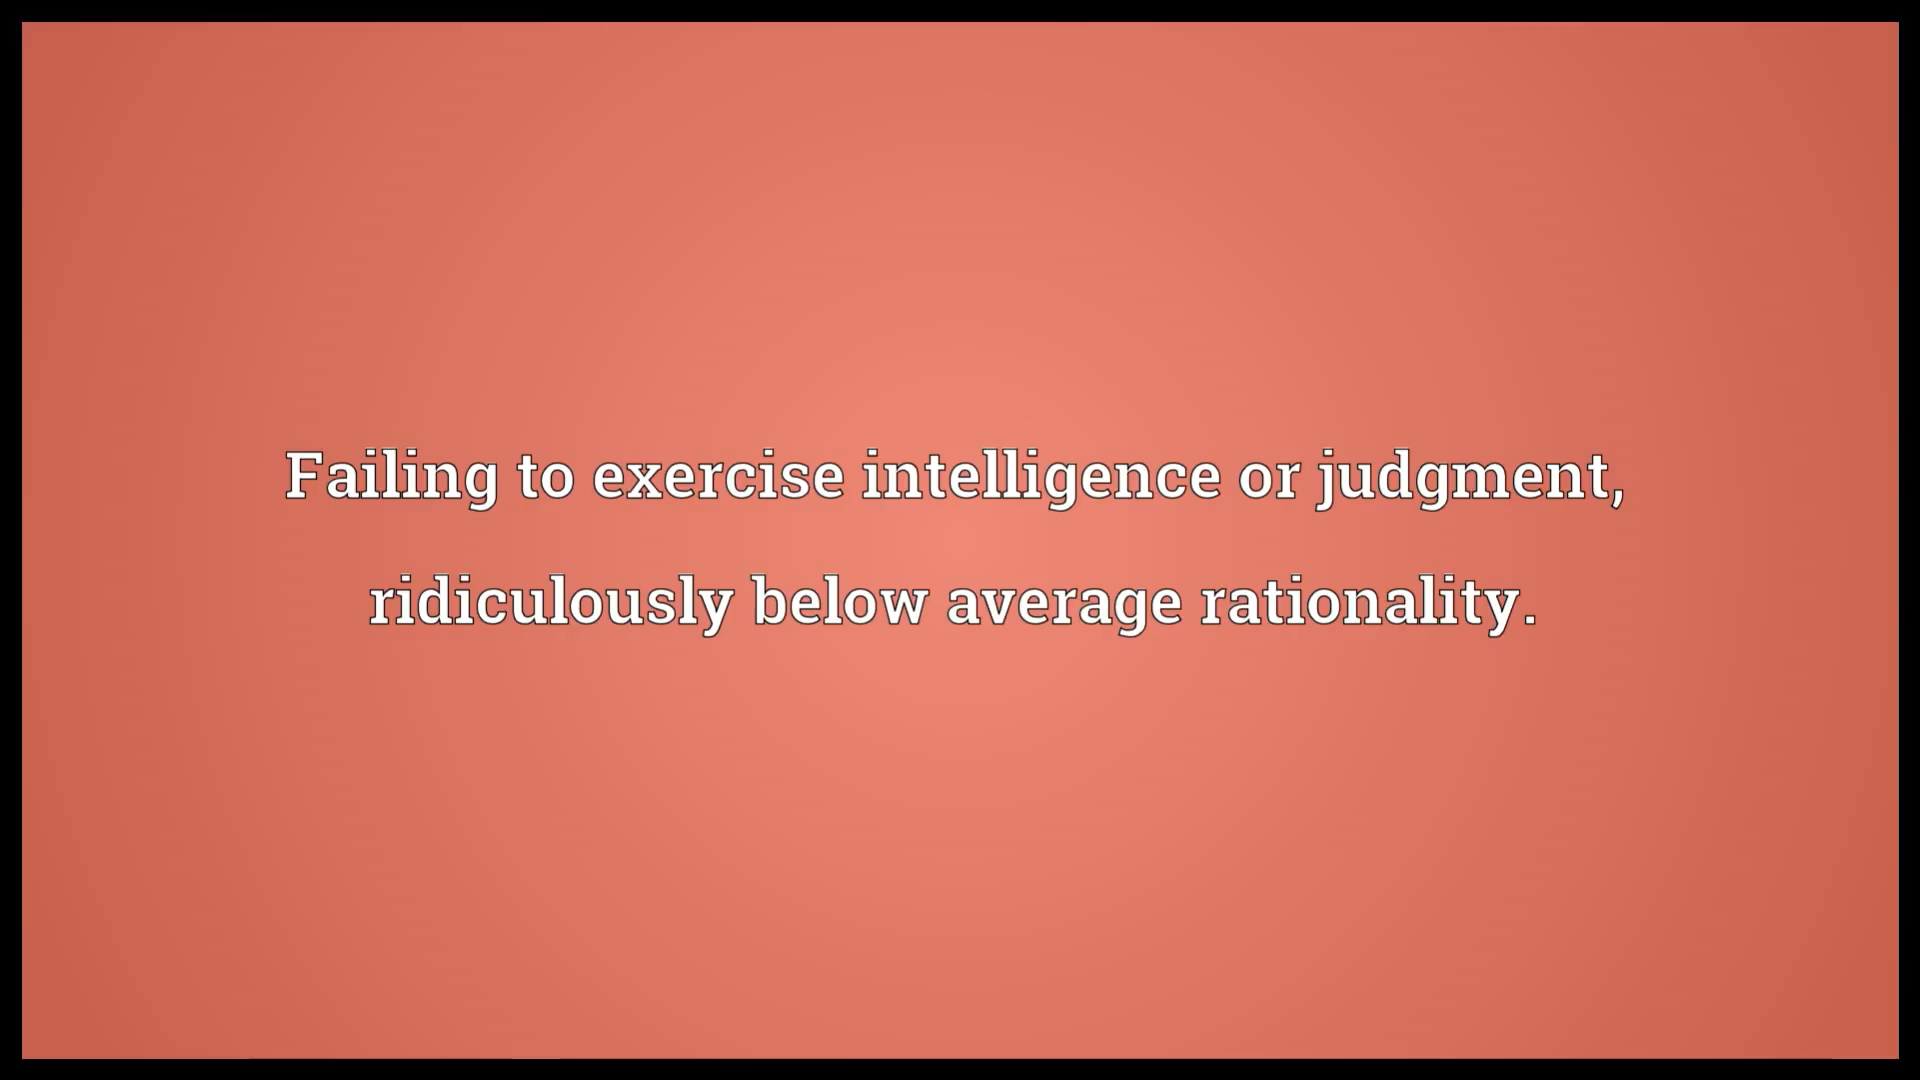 Failing to exercise intelligence or judgment,
ridiculously below average rationality.